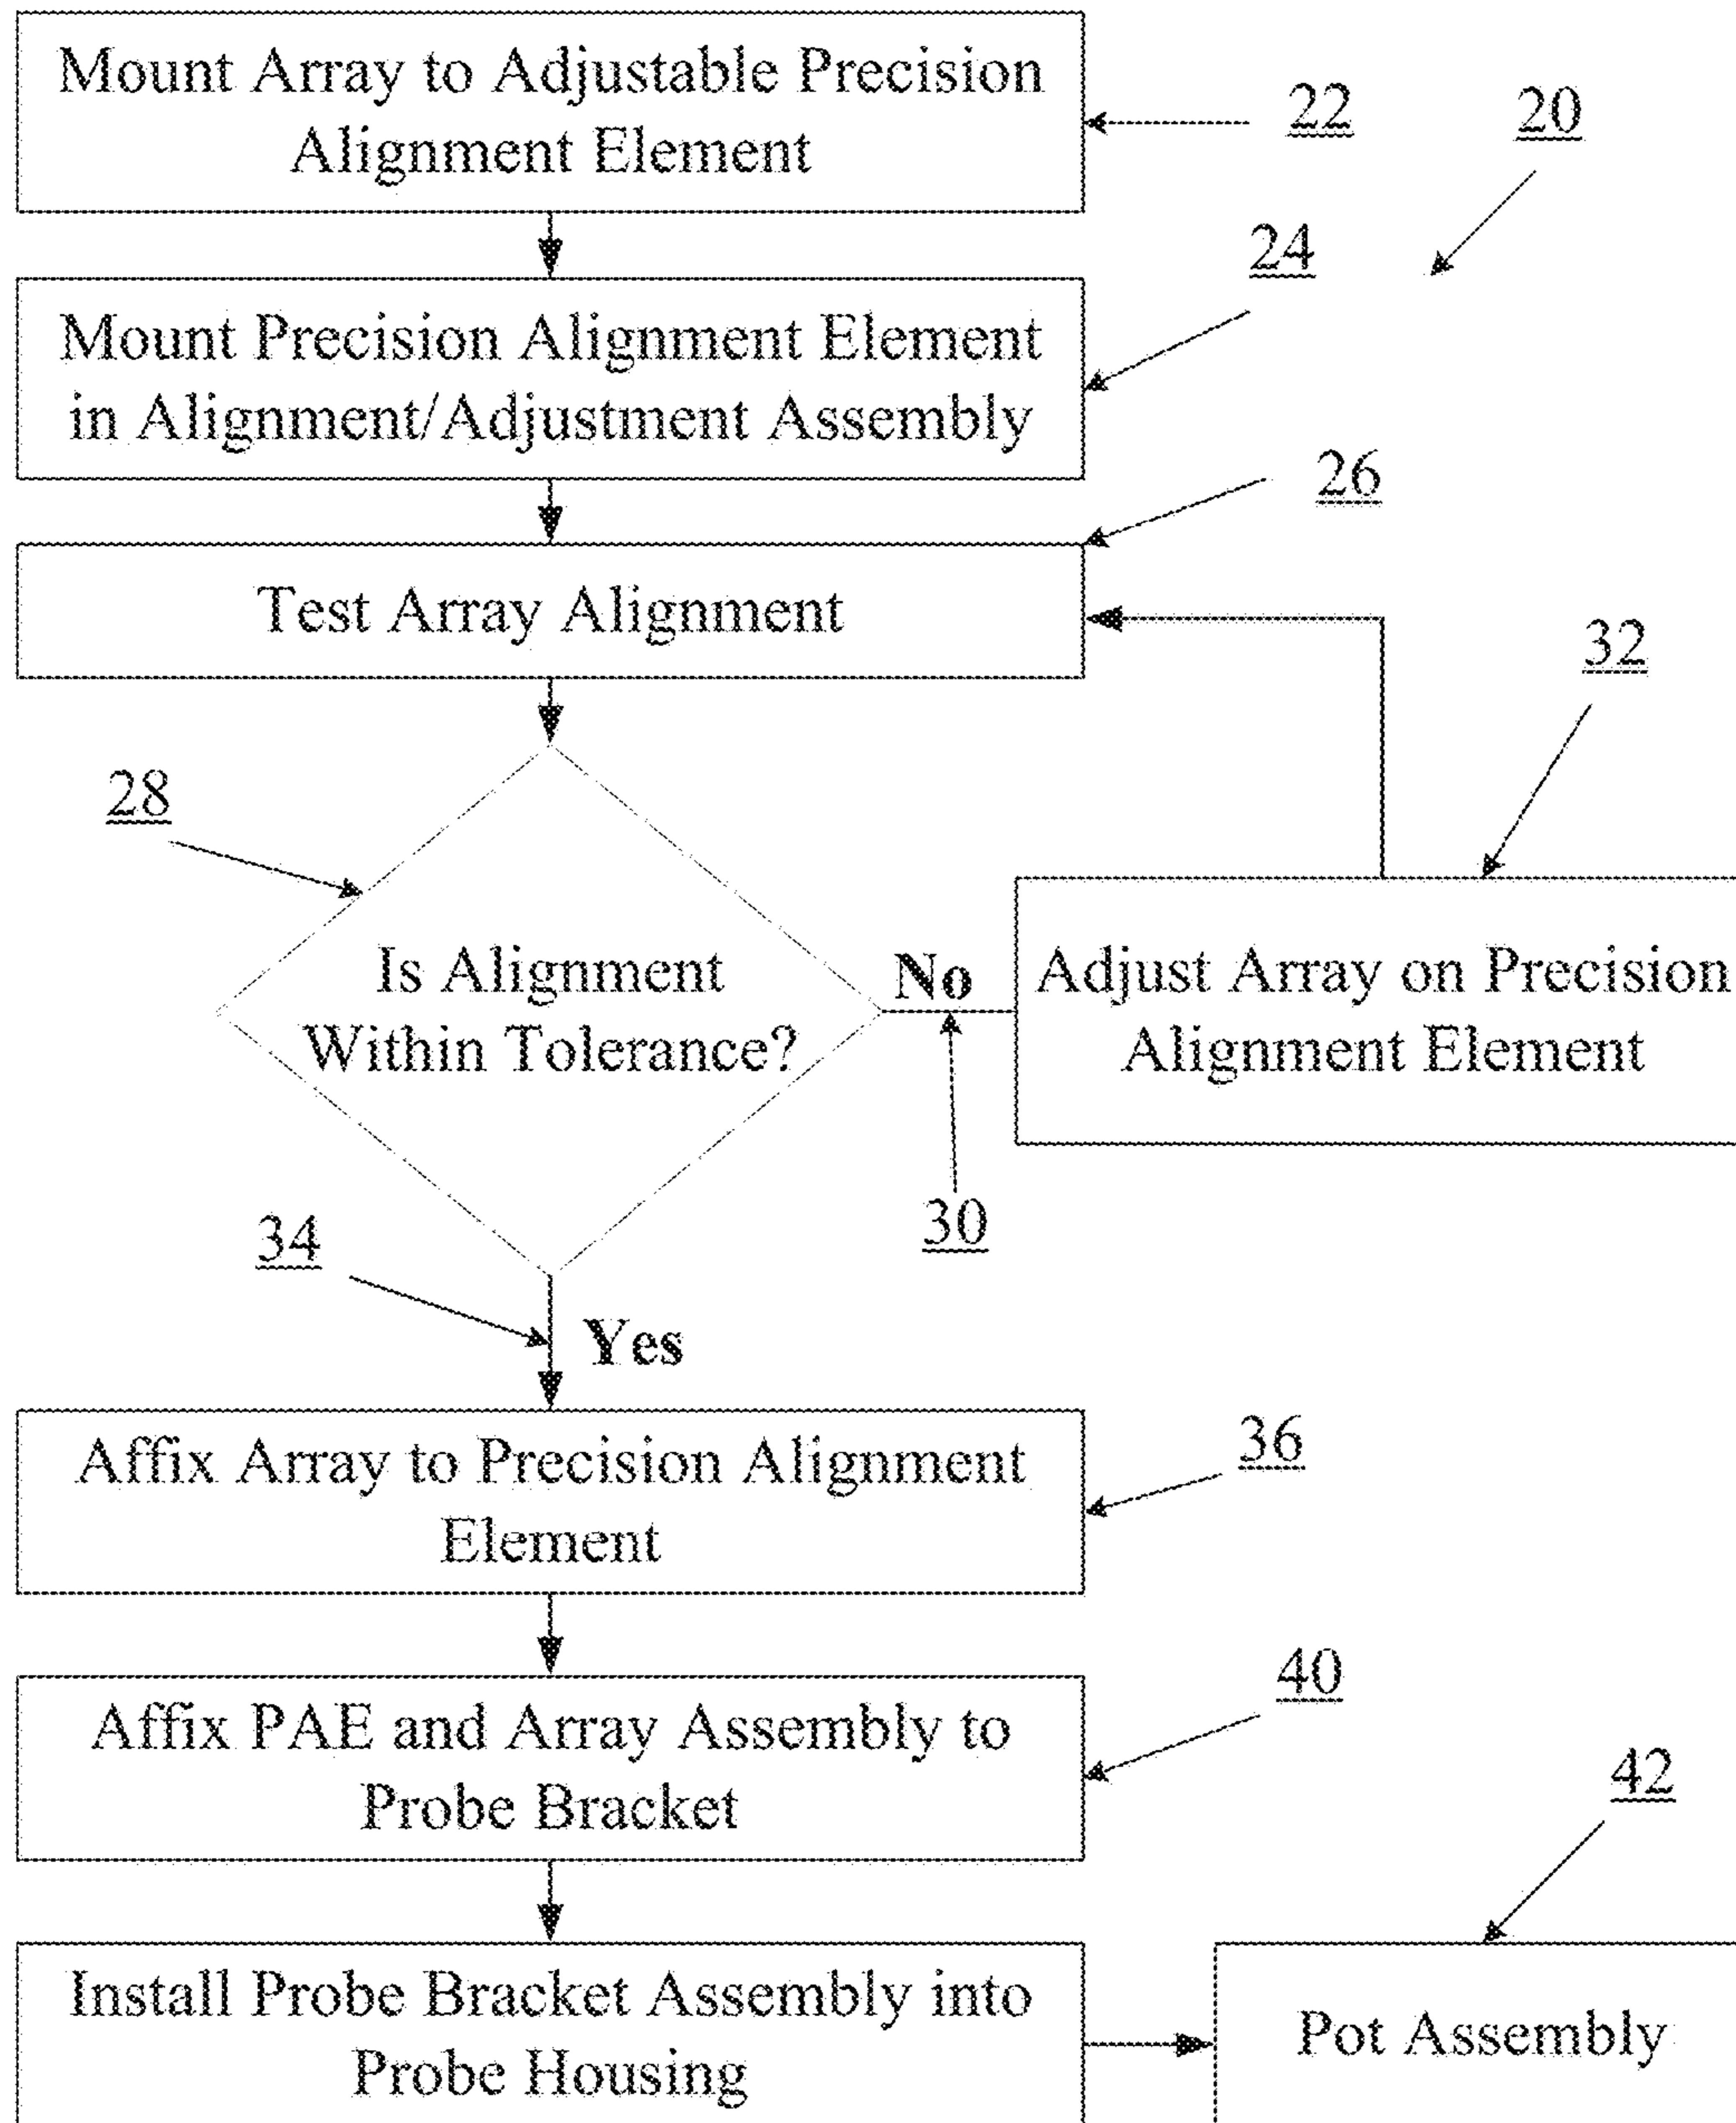 Mount Array to Adjustable Precision
Alignment Element
22
20
Mount Precision Alignment Element
in Alignment/Adjustment Assembly
24
26
Test Array Alignment
32
28
Is Alignment
Within Tolerance?
No
Adjust Array on Precision
Alignment Element
30
34
Yes
Affix Array to Precision Alignment
Element
36
Affix PAE and Array Assembly to
Probe Bracket
40
42
Install Probe Bracket Assembly into
Probe Housing
Pot Assembly